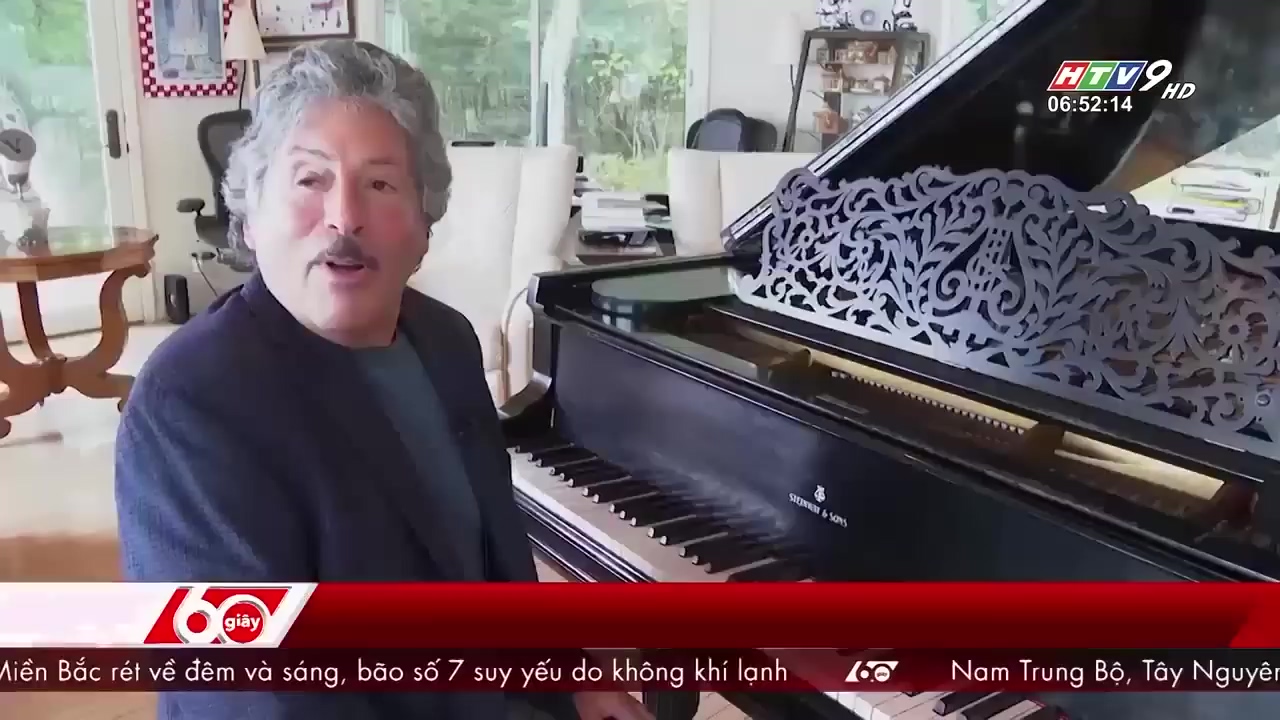 HTV9 HD
06:52:14
STEINWAY & SONS
60 giây
Miền Bắc rét về đêm và sáng, bão số 7 suy yếu do không khí lạnh 60 giây Nam Trung Bộ, Tây Nguyên